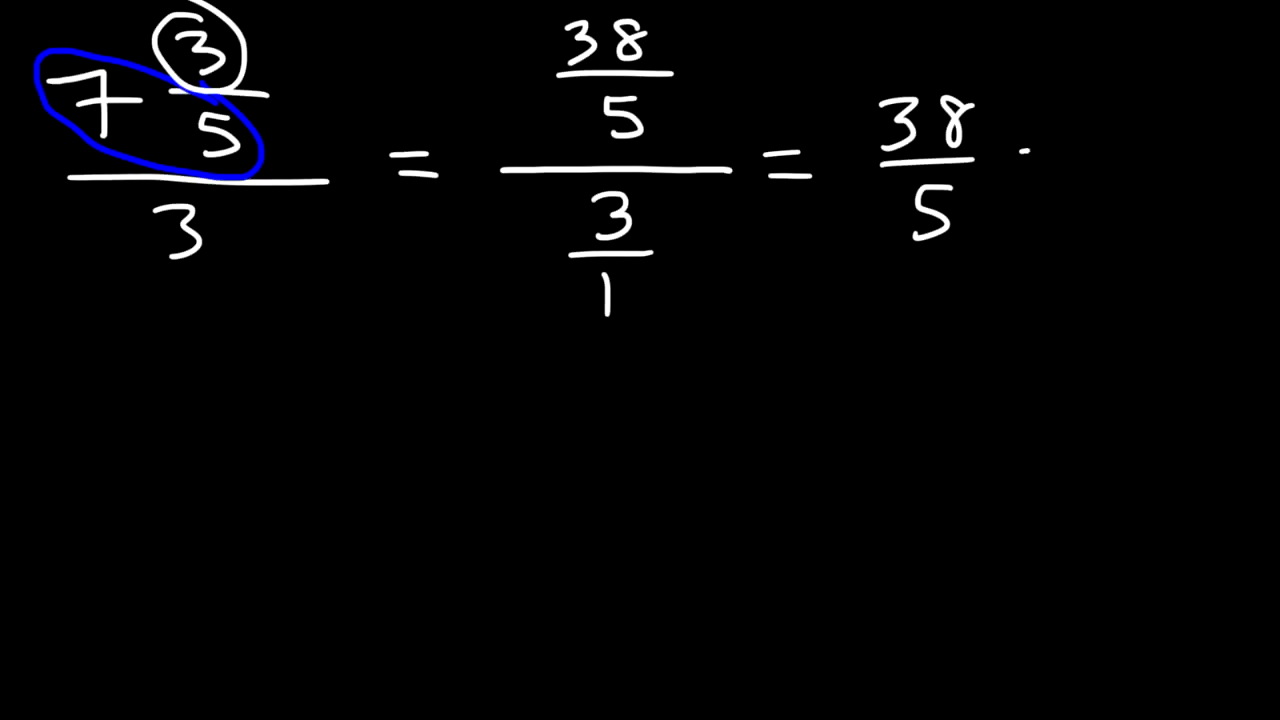 7 3/5 / 3 = 38/5 / 3/1 = 38/5 ·